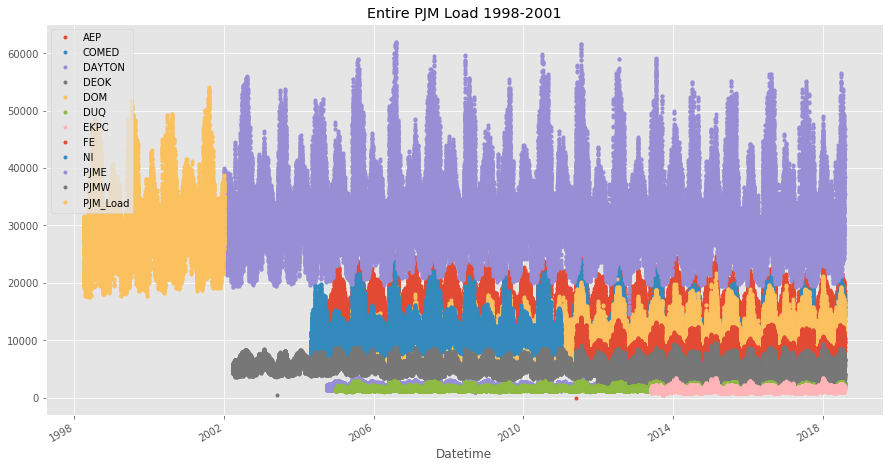 Entire PJM Load 1998-2001
60000
50000
40000
30000
20000
10000
0
AEP
COMED
DAYTON
DEOK
DOM
DUQ
EKPC
FE
NI
PJME
PJMW
PJM_Load
1998
2002
2006
2010
2014
2018
Datetime